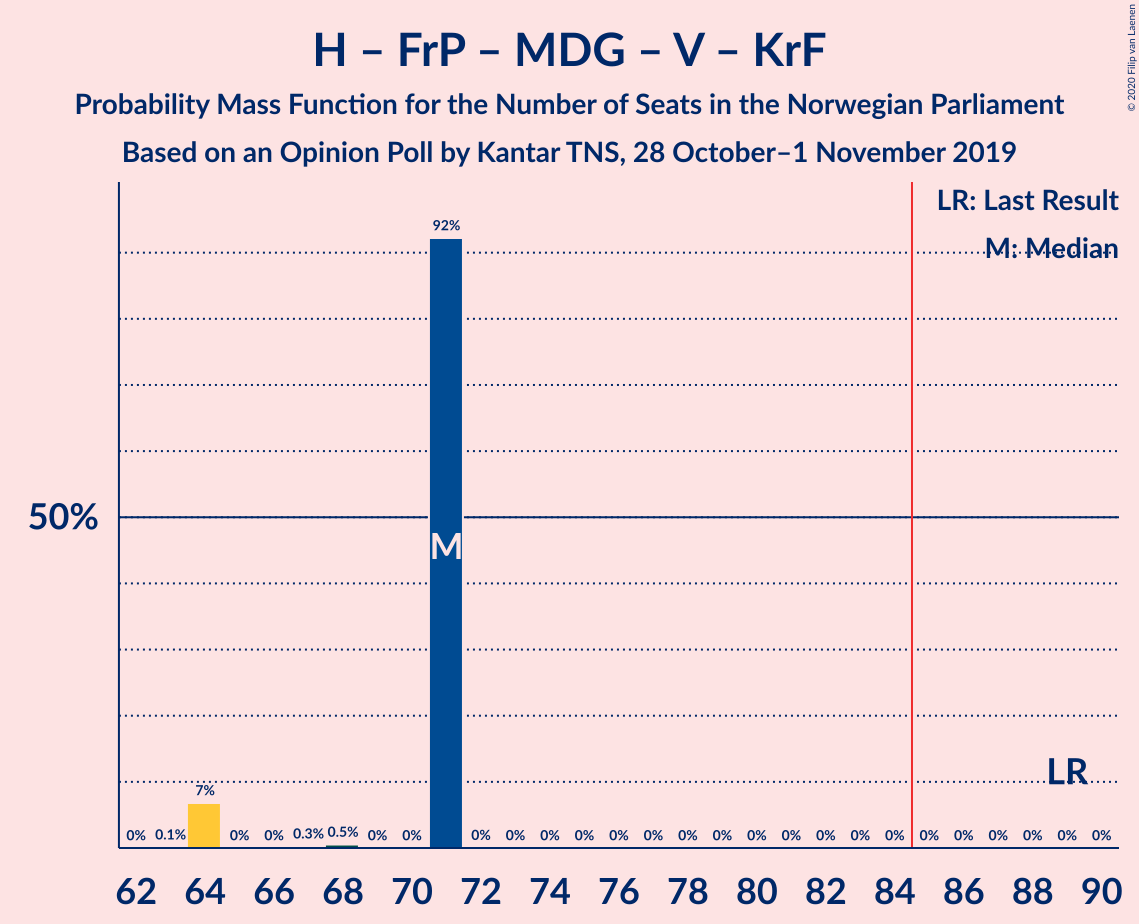 H – FrP – MDG – V – KrF
Probability Mass Function for the Number of Seats in the Norwegian Parliament
Based on an Opinion Poll by Kantar TNS, 28 October–1 November 2019
© 2020 Filip van Laenen
LR: Last Result
M: Median
92%
50%
M
LR
7%
0% 0.1% 0% 0% 0.3% 0.5% 0% 0% 0% 0% 0% 0% 0% 0% 0% 0% 0% 0% 0% 0% 0% 0% 0% 0% 0% 0% 0%
62 64 66 68 70 72 74 76 78 80 82 84 86 88 90